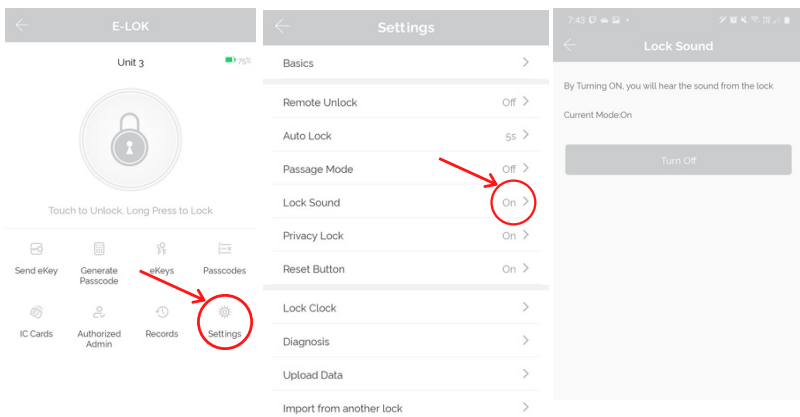 E-LOK
Unit 3
75%
Touch to Unlock, Long Press to Lock
Send eKey
Generate Passcode
eKeys
Passcodes
IC Cards
Authorized Admin
Records
Settings
Settings
Basics
Remote Unlock Off
Auto Lock 5s
Passage Mode Off
Lock Sound On
Privacy Lock On
Reset Button On
Lock Clock
Diagnosis
Upload Data
Import from another lock
7:43
Lock Sound
By Turning ON, you will hear the sound from the lock
Current Mode:On
Turn Off